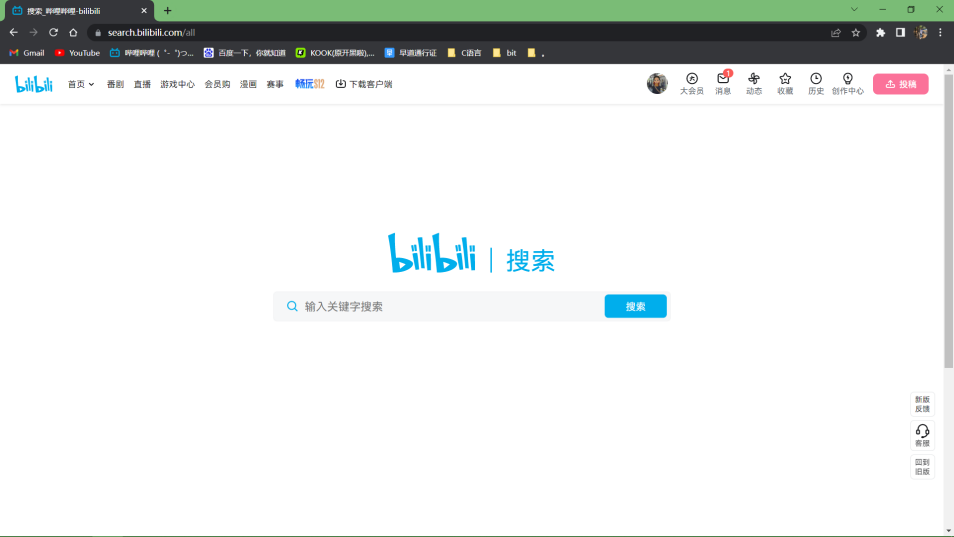 搜索_哔哩哔哩-bilibili
search.bilibili.com/all
Gmail
YouTube
哔哩哔哩 ( ゜- ゜)つ...
百度一下，你就知道
KOOK(原开黑啦),...
早道通行证
C语言
bit
。
bilibili
首页
番剧
直播
游戏中心
会员购
漫画
赛事
畅玩S12
下载客户端
大会员
1
消息
动态
收藏
历史
创作中心
投稿
bilibili | 搜索
输入关键字搜索
搜索
新版
反馈
客服
回到
旧版